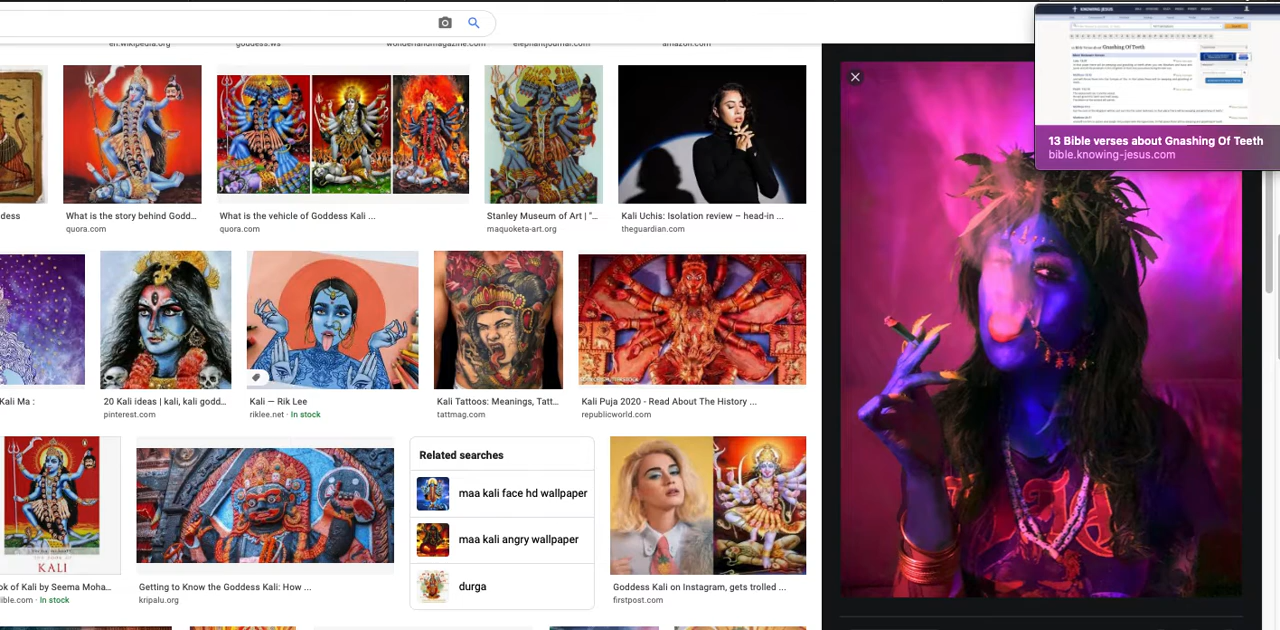 en.wikipedia.org
goddess.ws
wonderlandmagazine.com
elephantjournal.com
amazon.com
KNOWING JESUS
Gnashing Of Teeth
13 Bible verses about Gnashing Of Teeth
bible.knowing-jesus.com
dess
What is the story behind Godd...
quora.com
What is the vehicle of Goddess Kali ...
quora.com
Stanley Museum of Art | "...
maquoketa-art.org
Kali Uchis: Isolation review – head-in ...
theguardian.com
Kali Ma :
20 Kali ideas | kali, kali godd...
pinterest.com
Kali — Rik Lee
riklee.net · In stock
Kali Tattoos: Meanings, Tatt...
tattmag.com
Kali Puja 2020 - Read About The History ...
republicworld.com
KALI
ok of Kali by Seema Moha...
ible.com · In stock
Getting to Know the Goddess Kali: How ...
kripalu.org
Related searches
maa kali face hd wallpaper
maa kali angry wallpaper
durga
Goddess Kali on Instagram, gets trolled ...
firstpost.com